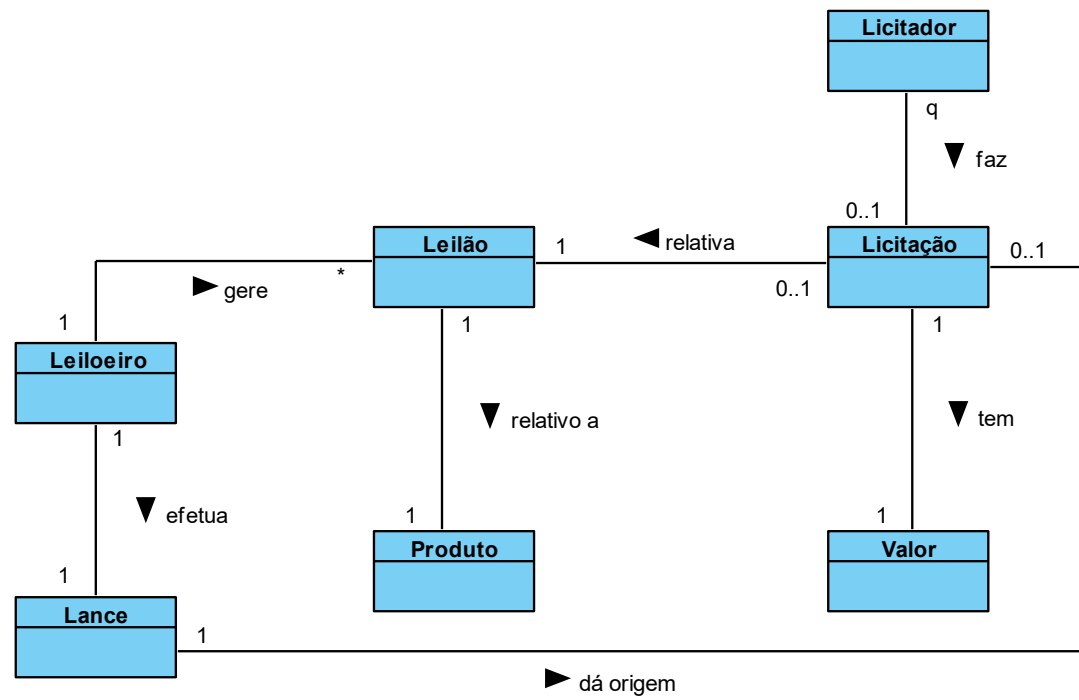 Licitador
q
faz
0..1
Leilão
1
relativa
Licitação
0..1
0..1
*
gere
1
1
1
Leiloeiro
1
relativo a
tem
efetua
1
1
1
Produto
Valor
Lance
1
dá origem